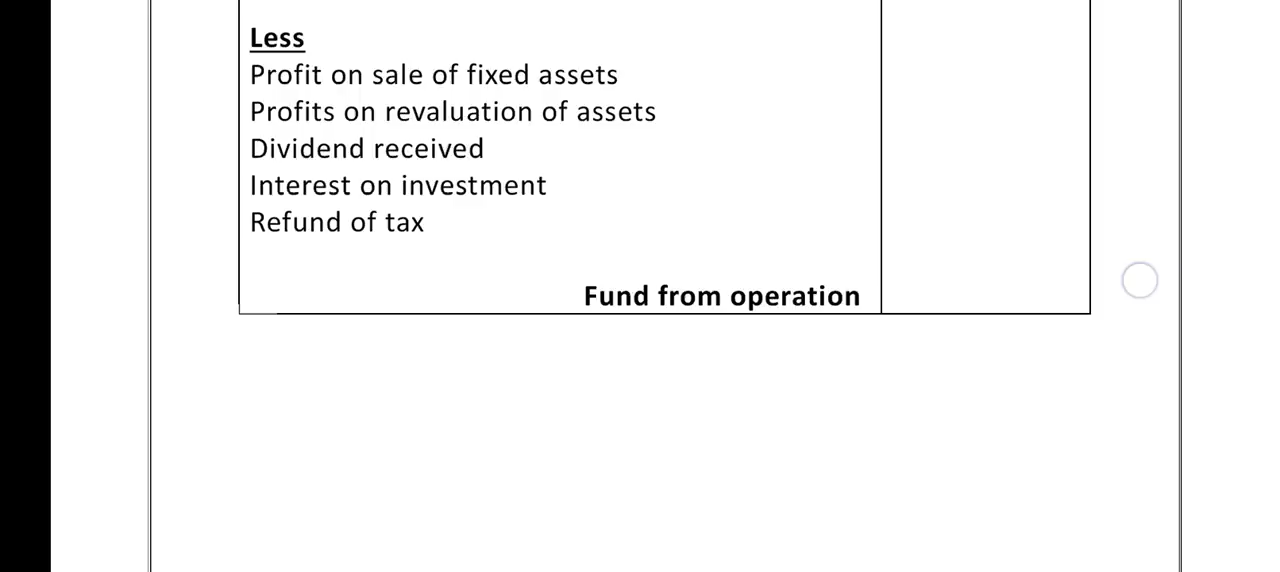 Less
Profit on sale of fixed assets
Profits on revaluation of assets
Dividend received
Interest on investment
Refund of tax
Fund from operation